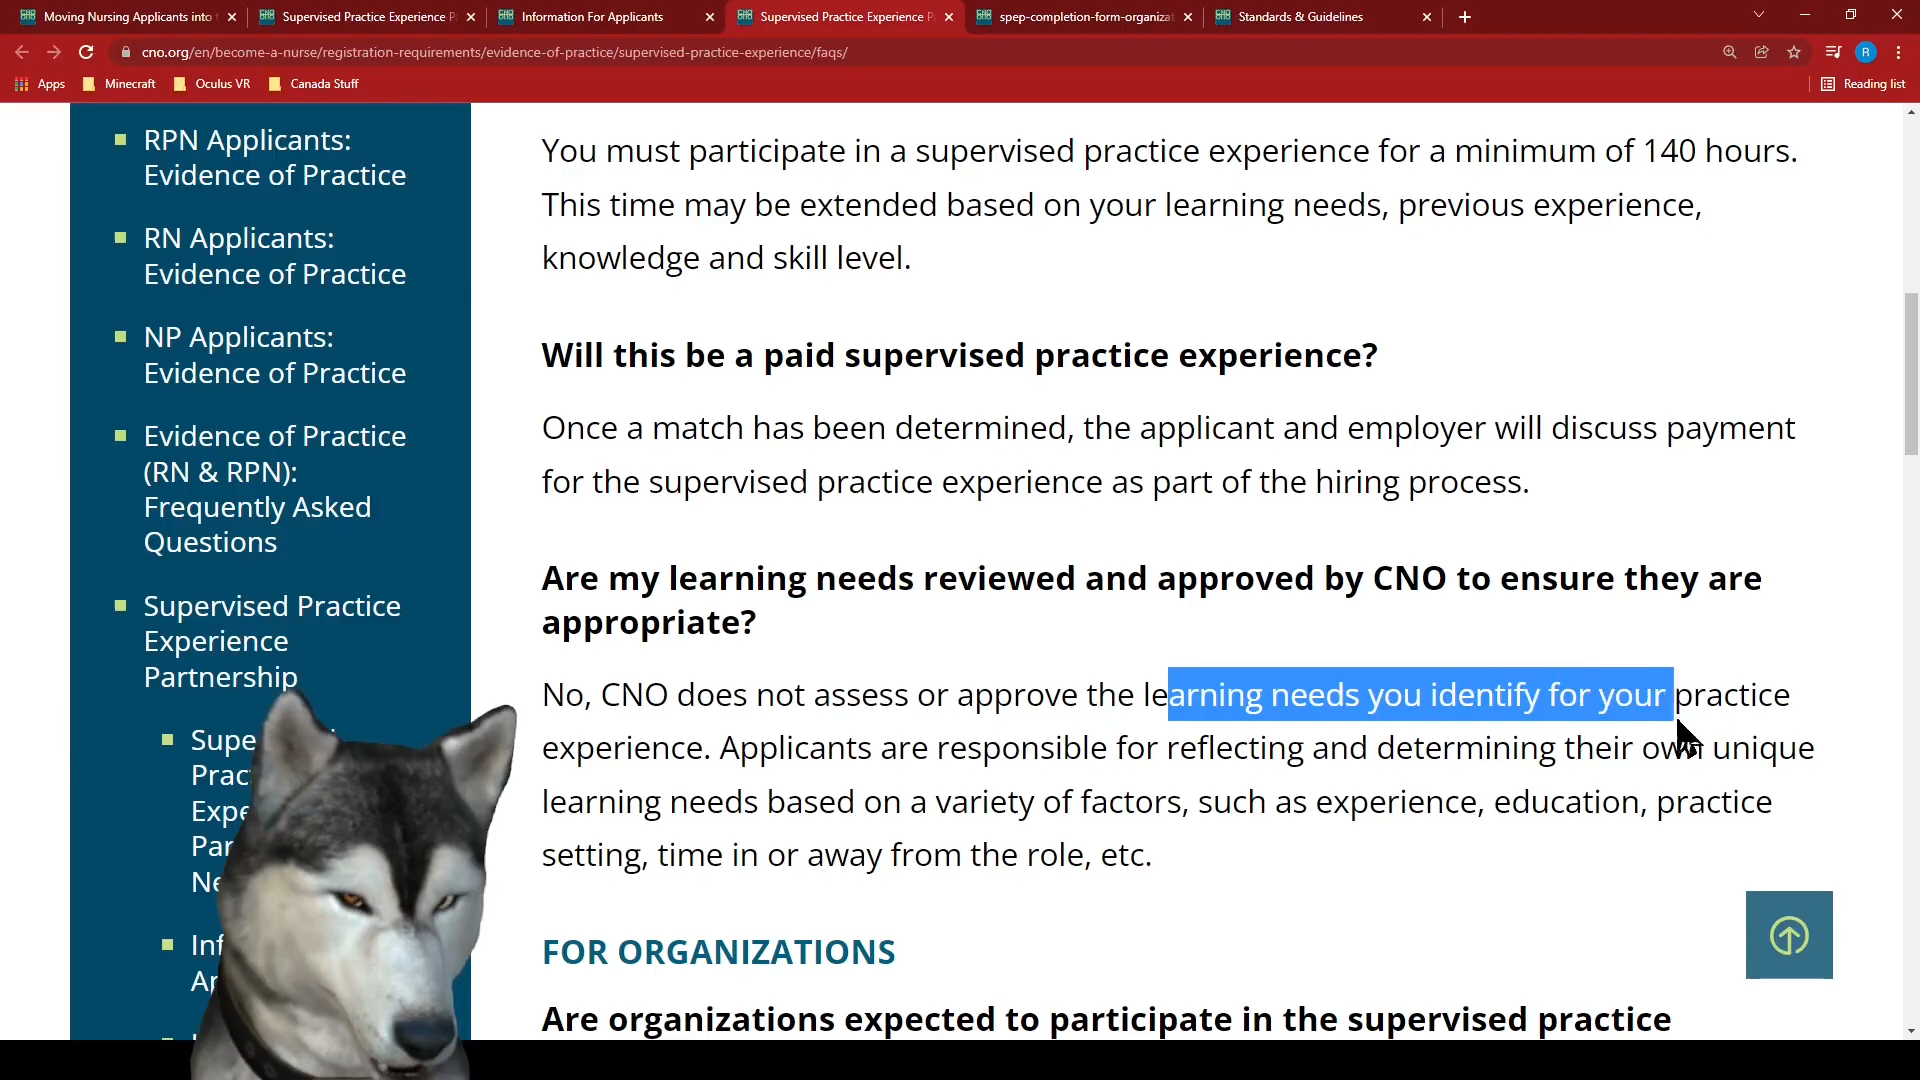 Moving Nursing Applicants into
Supervised Practice Experience P
Information For Applicants
Supervised Practice Experience P
spep-completion-form-organiza
Standards & Guidelines
cno.org/en/become-a-nurse/registration-requirements/evidence-of-practice/supervised-practice-experience/faqs/
R
Apps
Minecraft
Oculus VR
Canada Stuff
Reading list
RPN Applicants:
Evidence of Practice
RN Applicants:
Evidence of Practice
NP Applicants:
Evidence of Practice
Evidence of Practice
(RN & RPN):
Frequently Asked
Questions
Supervised Practice
Experience
Partnership
You must participate in a supervised practice experience for a minimum of 140 hours.
This time may be extended based on your learning needs, previous experience,
knowledge and skill level.
Will this be a paid supervised practice experience?
Once a match has been determined, the applicant and employer will discuss payment
for the supervised practice experience as part of the hiring process.
Are my learning needs reviewed and approved by CNO to ensure they are
appropriate?
No, CNO does not assess or approve the learning needs you identify for your practice
experience. Applicants are responsible for reflecting and determining their own unique
learning needs based on a variety of factors, such as experience, education, practice
setting, time in or away from the role, etc.
FOR ORGANIZATIONS
Are organizations expected to participate in the supervised practice